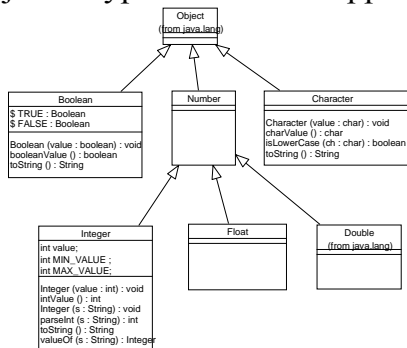 Object
(from java.lang)
Boolean
$ TRUE : Boolean
$ FALSE : Boolean
Boolean (value : boolean) : void
booleanValue () : boolean
toString () : String
Number
Character
Character (value : char) : void
charValue () : char
isLowerCase (ch : char) : boolean
toString () : String
Integer
int value;
int MIN_VALUE ;
int MAX_VALUE;
Integer (value : int) : void
intValue () : int
Integer (s : String) : void
parseInt (s : String) : int
toString () : String
valueOf (s : String) : Integer
Float
Double
(from java.lang)